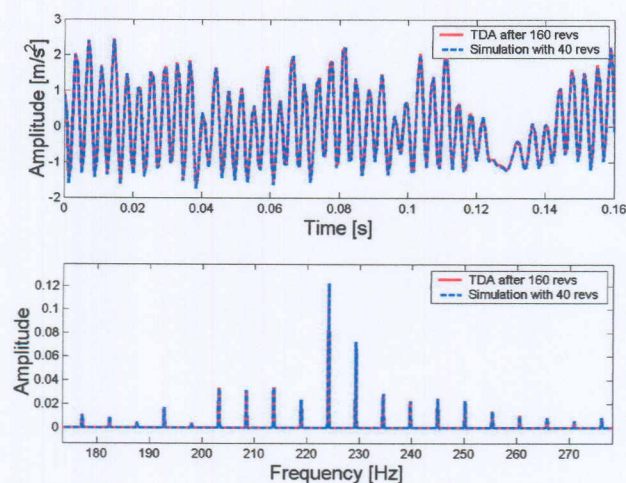 3
2
1
0
-1
-2
Amplitude [m/s²]
TDA after 160 revs
Simulation with 40 revs
0 0.02 0.04 0.06 0.08 0.1 0.12 0.14 0.16
Time [s]
0.12
0.1
0.08
0.06
0.04
0.02
0
Amplitude
TDA after 160 revs
Simulation with 40 revs
180 190 200 210 220 230 240 250 260 270
Frequency [Hz]